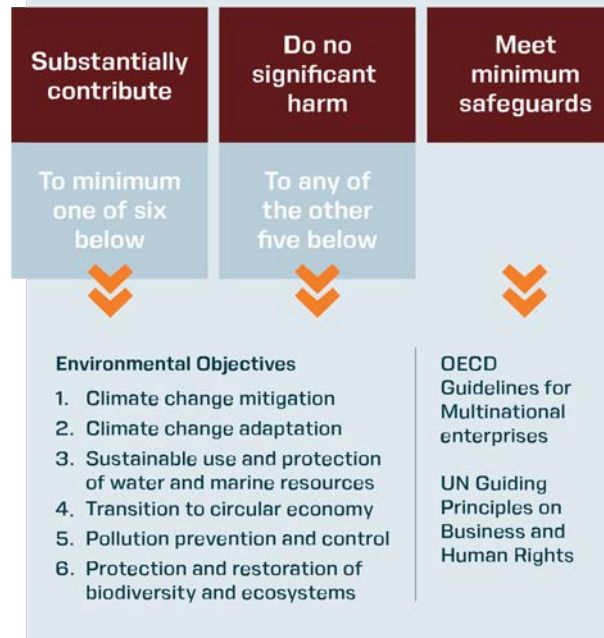 Substantially
contribute
Do no
significant
harm
Meet
minimum
safeguards
To minimum
one of six
below
To any of
the other
five below
Environmental Objectives
1. Climate change mitigation
2. Climate change adaptation
3. Sustainable use and protection
of water and marine resources
4. Transition to circular economy
5. Pollution prevention and control
6. Protection and restoration of
biodiversity and ecosystems
OECD
Guidelines for
Multinational
enterprises
UN Guiding
Principles on
Business and
Human Rights